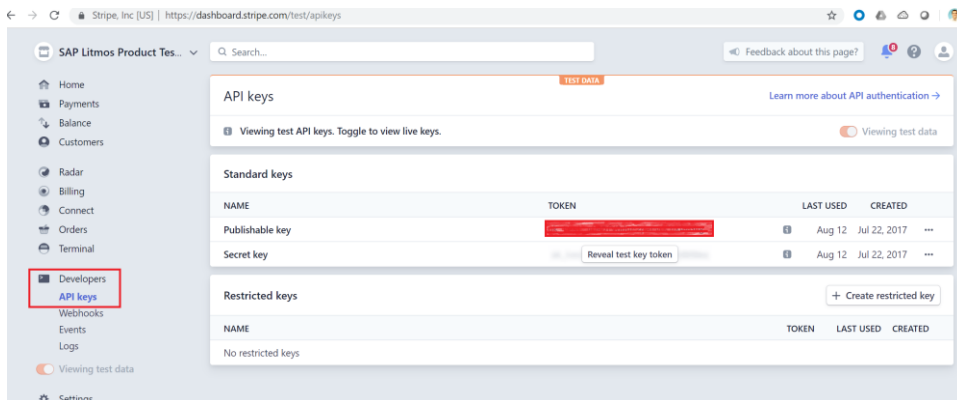 Stripe, Inc [US] | https://dashboard.stripe.com/test/apikeys
SAP Litmos Product Tes...
Search...
Feedback about this page?
8
Home
Payments
Balance
Customers
Radar
Billing
Connect
Orders
Terminal
Developers
API keys
Webhooks
Events
Logs
Viewing test data
Settings
TEST DATA
API keys
Learn more about API authentication →
Viewing test API keys. Toggle to view live keys.
Viewing test data
Standard keys
NAME TOKEN LAST USED CREATED
Publishable key Aug 12 Jul 22, 2017 ...
Secret key Reveal test key token Aug 12 Jul 22, 2017 ...
Restricted keys
+ Create restricted key
NAME TOKEN LAST USED CREATED
No restricted keys